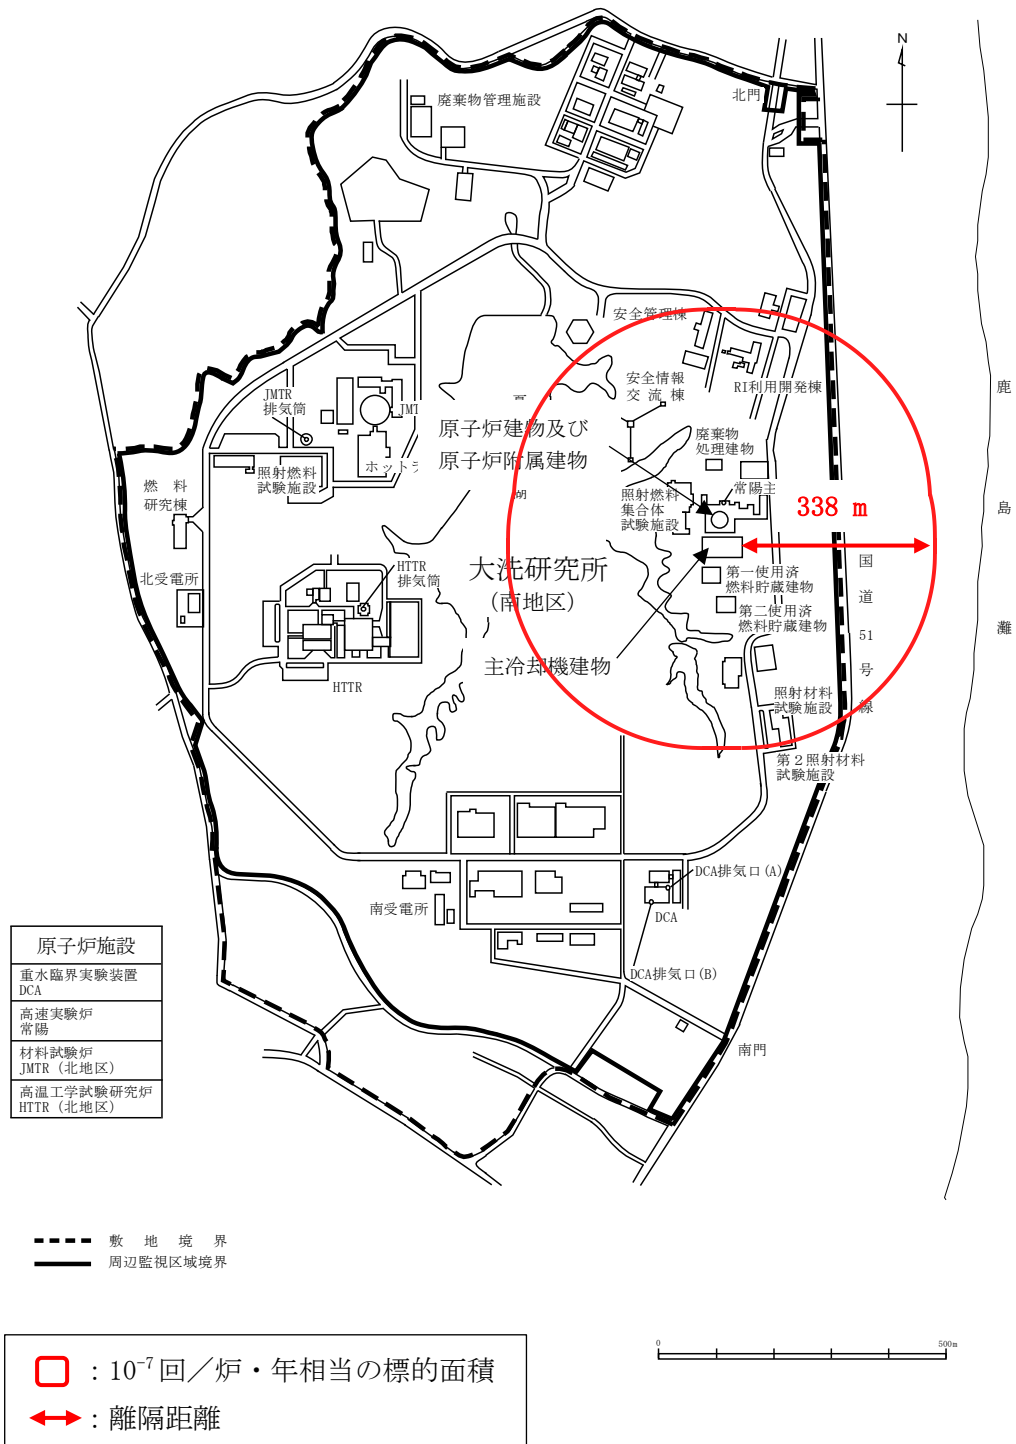 N
北門
廃棄物管理施設
安全管理棟
安全情報
交 流 棟
RI利用開発棟
鹿
島
灘
JMTR
排気筒
原子炉建物及び
原子炉附属建物
廃棄物
処理建物
常陽主
338 m
照射燃料
集合体
試験施設
照射燃料
試験施設
燃 料
研究棟
湖
HTTR
排気筒
大洗研究所
(南地区)
第一使用済
燃料貯蔵建物
第二使用済
燃料貯蔵建物
国
道
51
号
線
北受電所
主冷却機建物
HTTR
照射材料
試験施設
第2照射材料
試験施設
DCA排気口(A)
南受電所
DCA
DCA排気口(B)
南門
原子炉施設
重水臨界実験装置
DCA
高速実験炉
常陽
材料試験炉
JMTR (北地区)
高温工学試験研究炉
HTTR (北地区)
敷 地 境 界
周辺監視区域境界
0 500m
:10⁻⁷回/炉・年相当の標的面積
:離隔距離